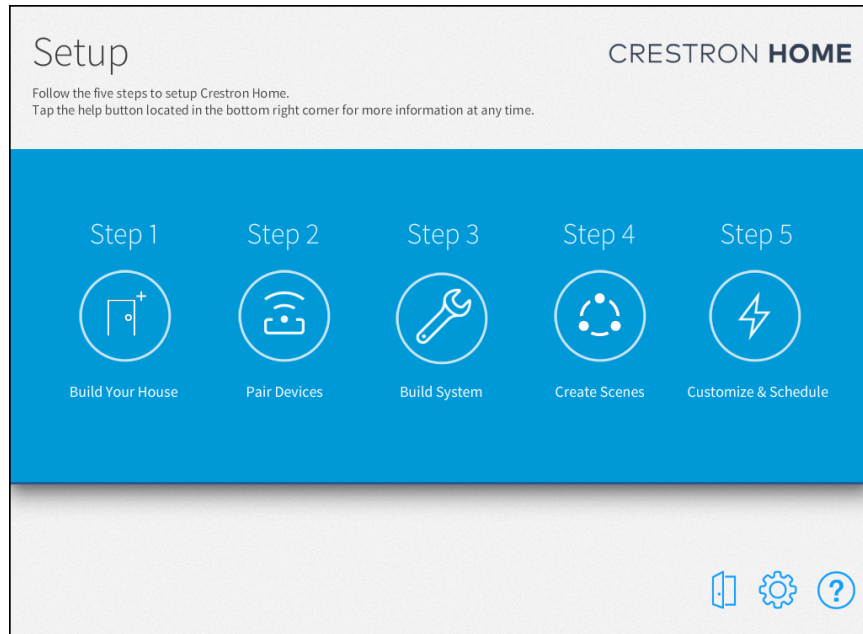 Setup
CRESTRON HOME
Follow the five steps to setup Crestron Home.
Tap the help button located in the bottom right corner for more information at any time.
Step 1
Step 2
Step 3
Step 4
Step 5
Build Your House
Pair Devices
Build System
Create Scenes
Customize & Schedule
?